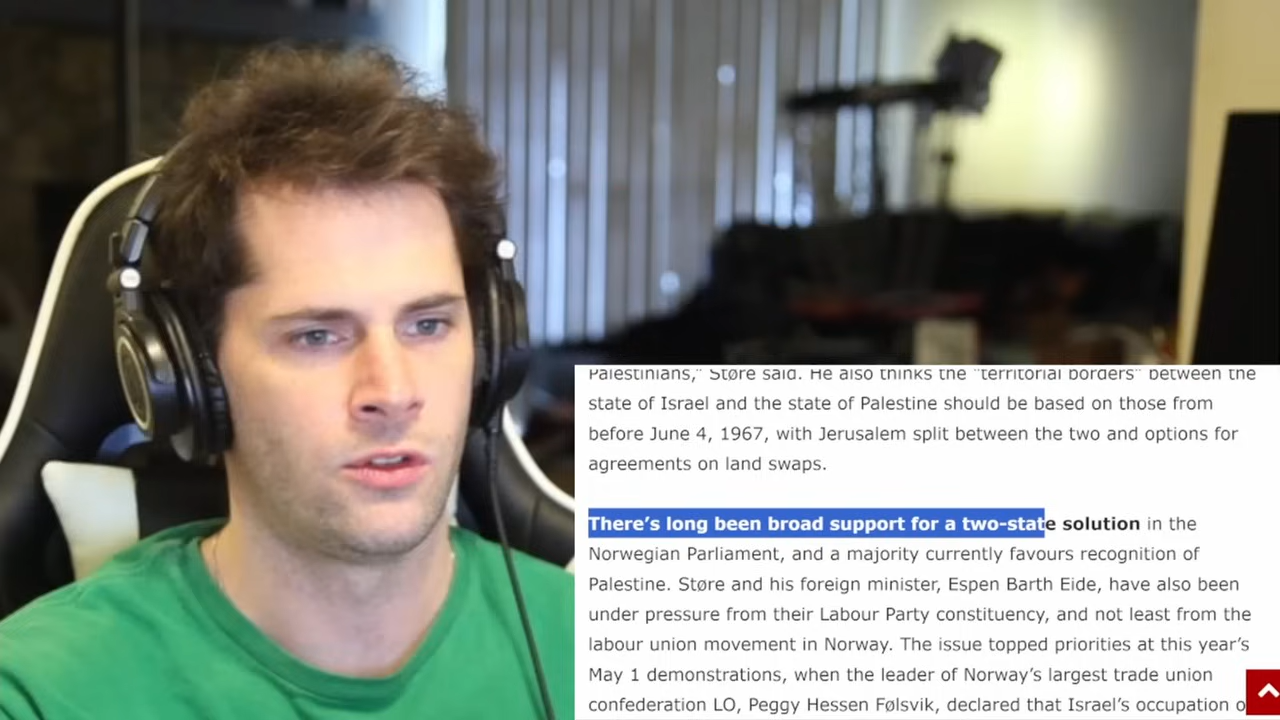 Palestinians," Støre said. He also thinks the "territorial borders" between the
state of Israel and the state of Palestine should be based on those from
before June 4, 1967, with Jerusalem split between the two and options for
agreements on land swaps.
There's long been broad support for a two-state solution in the
Norwegian Parliament, and a majority currently favours recognition of
Palestine. Støre and his foreign minister, Espen Barth Eide, have also been
under pressure from their Labour Party constituency, and not least from the
labour union movement in Norway. The issue topped priorities at this year's
May 1 demonstrations, when the leader of Norway's largest trade union
confederation LO, Peggy Hessen Følsvik, declared that Israel's occupation o